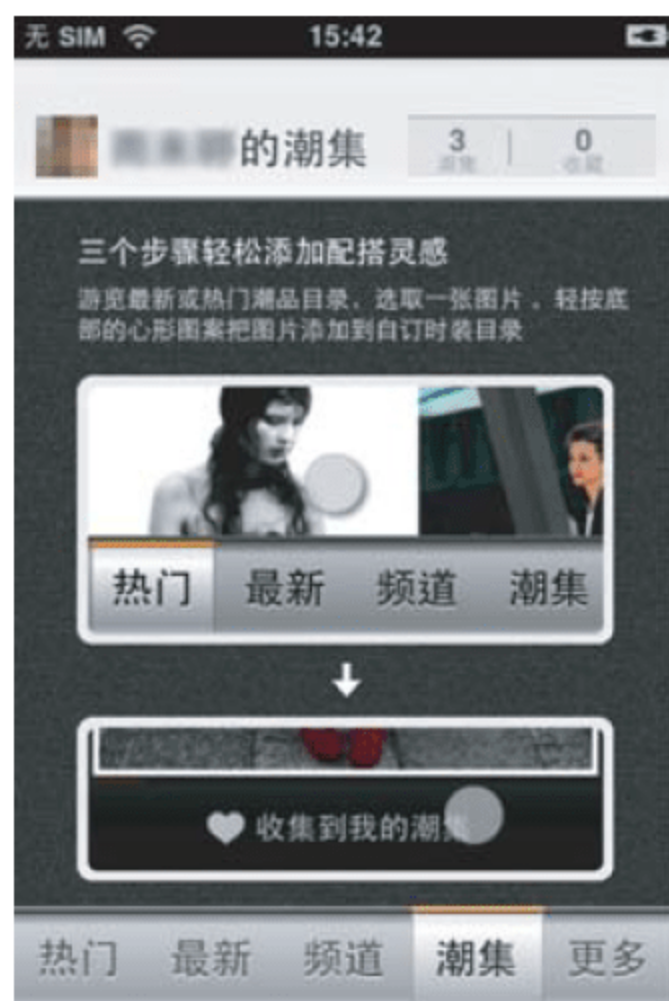 无 SIM
15:42
的潮集
3
0
收藏
三个步骤轻松添加配搭灵感
游览最新或热门潮品目录、选取一张图片 。轻按底
部的心形图案把图片添加到自订时装目录
热门 最新 频道 潮集
收集到我的潮集
热门 最新 频道 潮集 更多